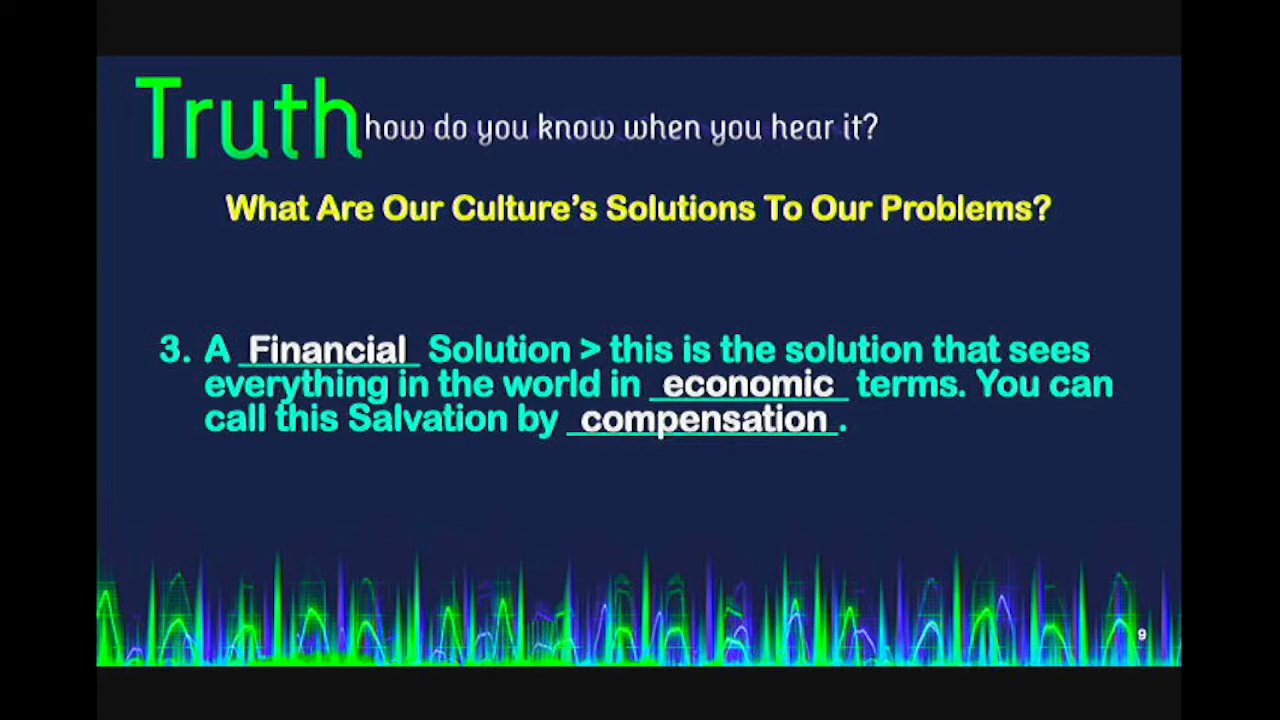 Truth how do you know when you hear it?
What Are Our Culture's Solutions To Our Problems?
3. A Financial Solution > this is the solution that sees
everything in the world in economic terms. You can
call this Salvation by compensation.
9